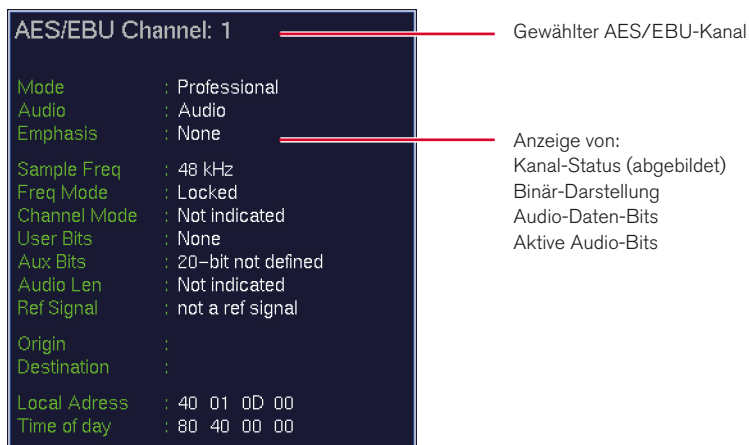 AES/EBU Channel: 1
Mode : Professional
Audio : Audio
Emphasis : None
Sample Freq : 48 kHz
Freq Mode : Locked
Channel Mode : Not indicated
User Bits : None
Aux Bits : 20-bit not defined
Audio Len : Not indicated
Ref Signal : not a ref signal
Origin :
Destination :
Local Adress : 40 01 0D 00
Time of day : 80 40 00 00
Gewählter AES/EBU-Kanal
Anzeige von:
Kanal-Status (abgebildet)
Binär-Darstellung
Audio-Daten-Bits
Aktive Audio-Bits